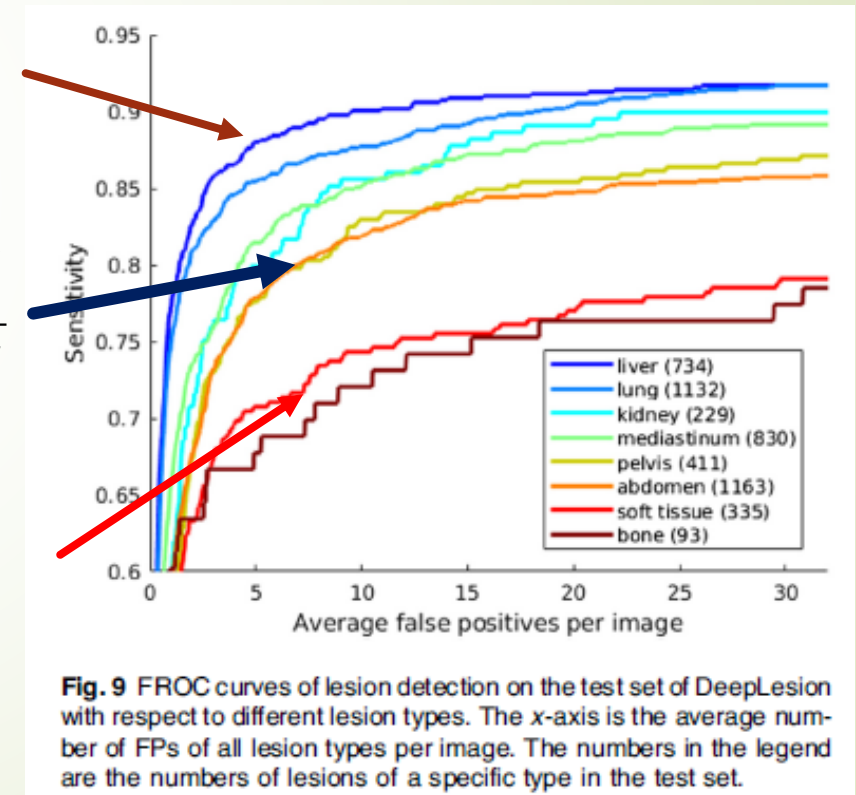 0.95
0.9
0.85
0.8
0.75
0.7
0.65
0.6
Sensitivity
0 5 10 15 20 25 30
Average false positives per image
liver (734)
lung (1132)
kidney (229)
mediastinum (830)
pelvis (411)
abdomen (1163)
soft tissue (335)
bone (93)
Fig. 9 FROC curves of lesion detection on the test set of DeepLesion
with respect to different lesion types. The x-axis is the average num-
ber of FPs of all lesion types per image. The numbers in the legend
are the numbers of lesions of a specific type in the test set.